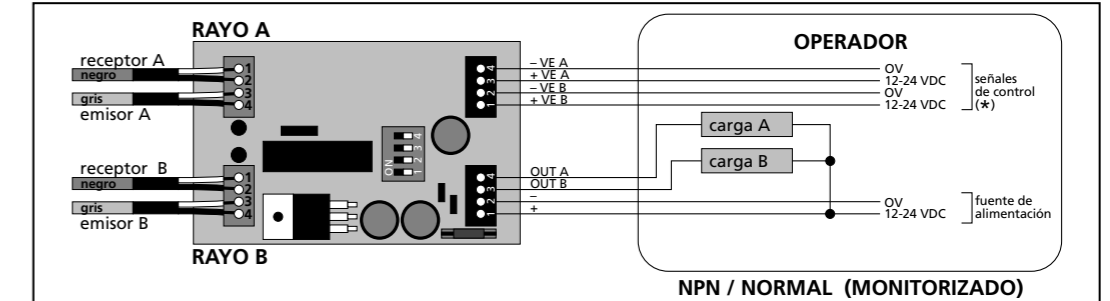 RAYO A
receptor A
negro
gris
emisor A
1
2
3
4
receptor B
negro
gris
emisor B
1
2
3
4
RAYO B
ON
1 2 3 4
4
3
2
1
– VE A
+ VE A
– VE B
+ VE B
4
3
2
1
OUT A
OUT B
–
+
OPERADOR
OV
12-24 VDC
OV
12-24 VDC
señales
de control
(*)
carga A
carga B
OV
12-24 VDC
fuente de
alimentación
NPN / NORMAL (MONITORIZADO)